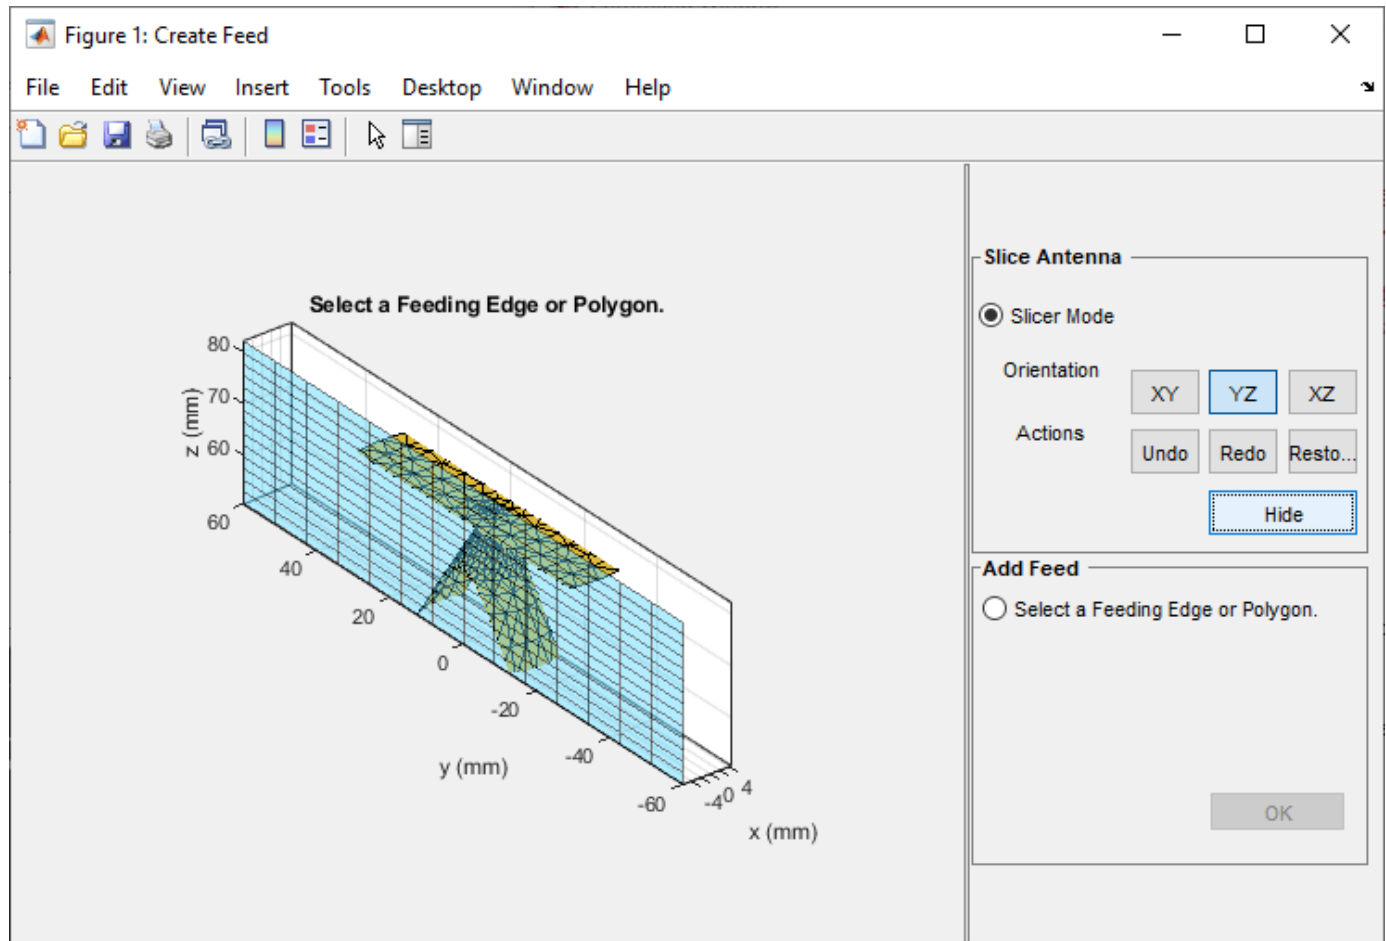 Figure 1: Create Feed
File Edit View Insert Tools Desktop Window Help
Slice Antenna
Select a Feeding Edge or Polygon.
Slicer Mode
80
Orientation
XY YZ XZ
70
z (mm)
Actions
60
Undo Redo Resto...
Hide
60
40
Add Feed
Select a Feeding Edge or Polygon.
20
0
-20
y (mm)
-40
-60
-4 0 4
x (mm)
OK